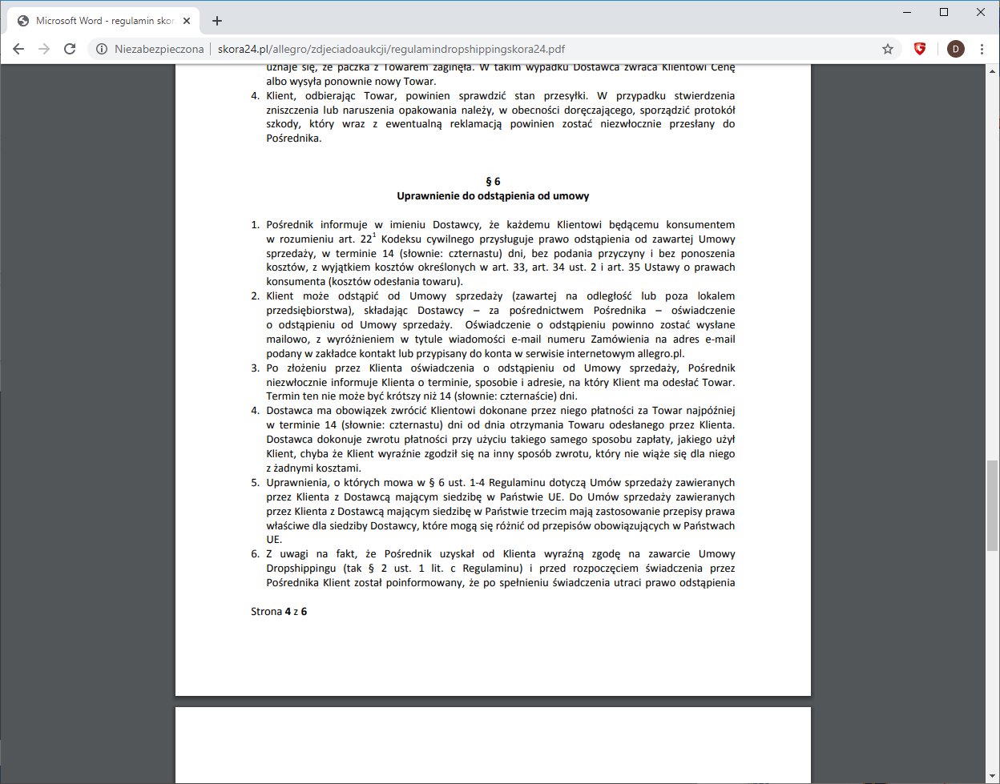 Microsoft Word - regulamin skor
Niezabezpieczona
skora24.pl/allegro/zdjeciadoaukcji/regulamindropshippingskora24.pdf
D
uznaje się, że paczka z Towarem zaginęła. W takim wypadku Dostawca zwraca Klientowi Cenę
albo wysyła ponownie nowy Towar.
4. Klient, odbierając Towar, powinien sprawdzić stan przesyłki. W przypadku stwierdzenia
zniszczenia lub naruszenia opakowania należy, w obecności doręczającego, sporządzić protokół
szkody, który wraz z ewentualną reklamacją powinien zostać niezwłocznie przesłany do
Pośrednika.
§ 6
Uprawnienie do odstąpienia od umowy
1. Pośrednik informuje w imieniu Dostawcy, że każdemu Klientowi będącemu konsumentem
w rozumieniu art. 22¹ Kodeksu cywilnego przysługuje prawo odstąpienia od zawartej Umowy
sprzedaży, w terminie 14 (słownie: czternastu) dni, bez podania przyczyny i bez ponoszenia
kosztów, z wyjątkiem kosztów określonych w art. 33, art. 34 ust. 2 i art. 35 Ustawy o prawach
konsumenta (kosztów odesłania towaru).
2. Klient może odstąpić od Umowy sprzedaży (zawartej na odległość lub poza lokalem
przedsiębiorstwa), składając Dostawcy – za pośrednictwem Pośrednika – oświadczenie
o odstąpieniu od Umowy sprzedaży.  Oświadczenie o odstąpieniu powinno zostać wysłane
mailowo, z wyróżnieniem w tytule wiadomości e-mail numeru Zamówienia na adres e-mail
podany w zakładce kontakt lub przypisany do konta w serwisie internetowym allegro.pl.
3. Po złożeniu przez Klienta oświadczenia o odstąpieniu od Umowy sprzedaży, Pośrednik
niezwłocznie informuje Klienta o terminie, sposobie i adresie, na który Klient ma odesłać Towar.
Termin ten nie może być krótszy niż 14 (słownie: czternaście) dni.
4. Dostawca ma obowiązek zwrócić Klientowi dokonane przez niego płatności za Towar najpóźniej
w terminie 14 (słownie: czternastu) dni od dnia otrzymania Towaru odesłanego przez Klienta.
Dostawca dokonuje zwrotu płatności przy użyciu takiego samego sposobu zapłaty, jakiego użył
Klient, chyba że Klient wyraźnie zgodził się na inny sposób zwrotu, który nie wiąże się dla niego
z żadnymi kosztami.
5. Uprawnienia, o których mowa w § 6 ust. 1-4 Regulaminu dotyczą Umów sprzedaży zawieranych
przez Klienta z Dostawcą mającym siedzibę w Państwie UE. Do Umów sprzedaży zawieranych
przez Klienta z Dostawcą mającym siedzibę w Państwie trzecim mają zastosowanie przepisy prawa
właściwe dla siedziby Dostawcy, które mogą się różnić od przepisów obowiązujących w Państwach
UE.
6. Z uwagi na fakt, że Pośrednik uzyskał od Klienta wyraźną zgodę na zawarcie Umowy
Dropshippingu (tak § 2 ust. 1 lit. c Regulaminu) i przed rozpoczęciem świadczenia przez
Pośrednika Klient został poinformowany, że po spełnieniu świadczenia utraci prawo odstąpienia
Strona 4 z 6